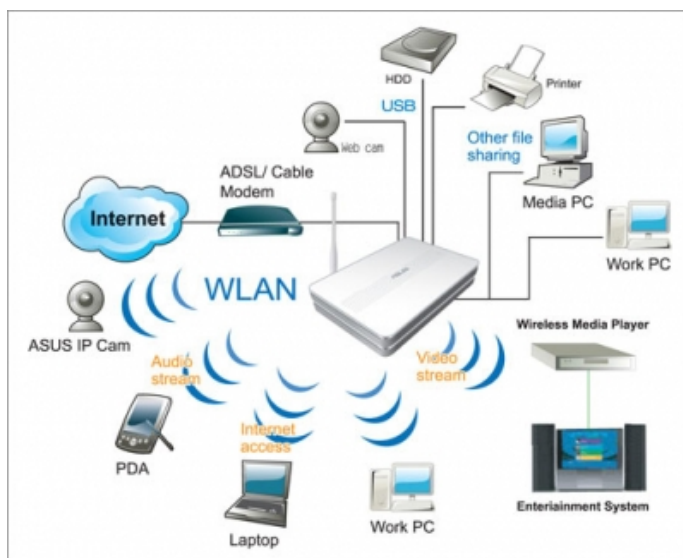 HDD
Printer
USB
Web cam
Other file
sharing
ADSL/ Cable
Modem
Media PC
Internet
Work PC
WLAN
ASUS
ASUS IP Cam
Wireless Media Player
Audio
stream
Video
stream
PDA
Internet
access
Laptop
Work PC
Enteriainment System